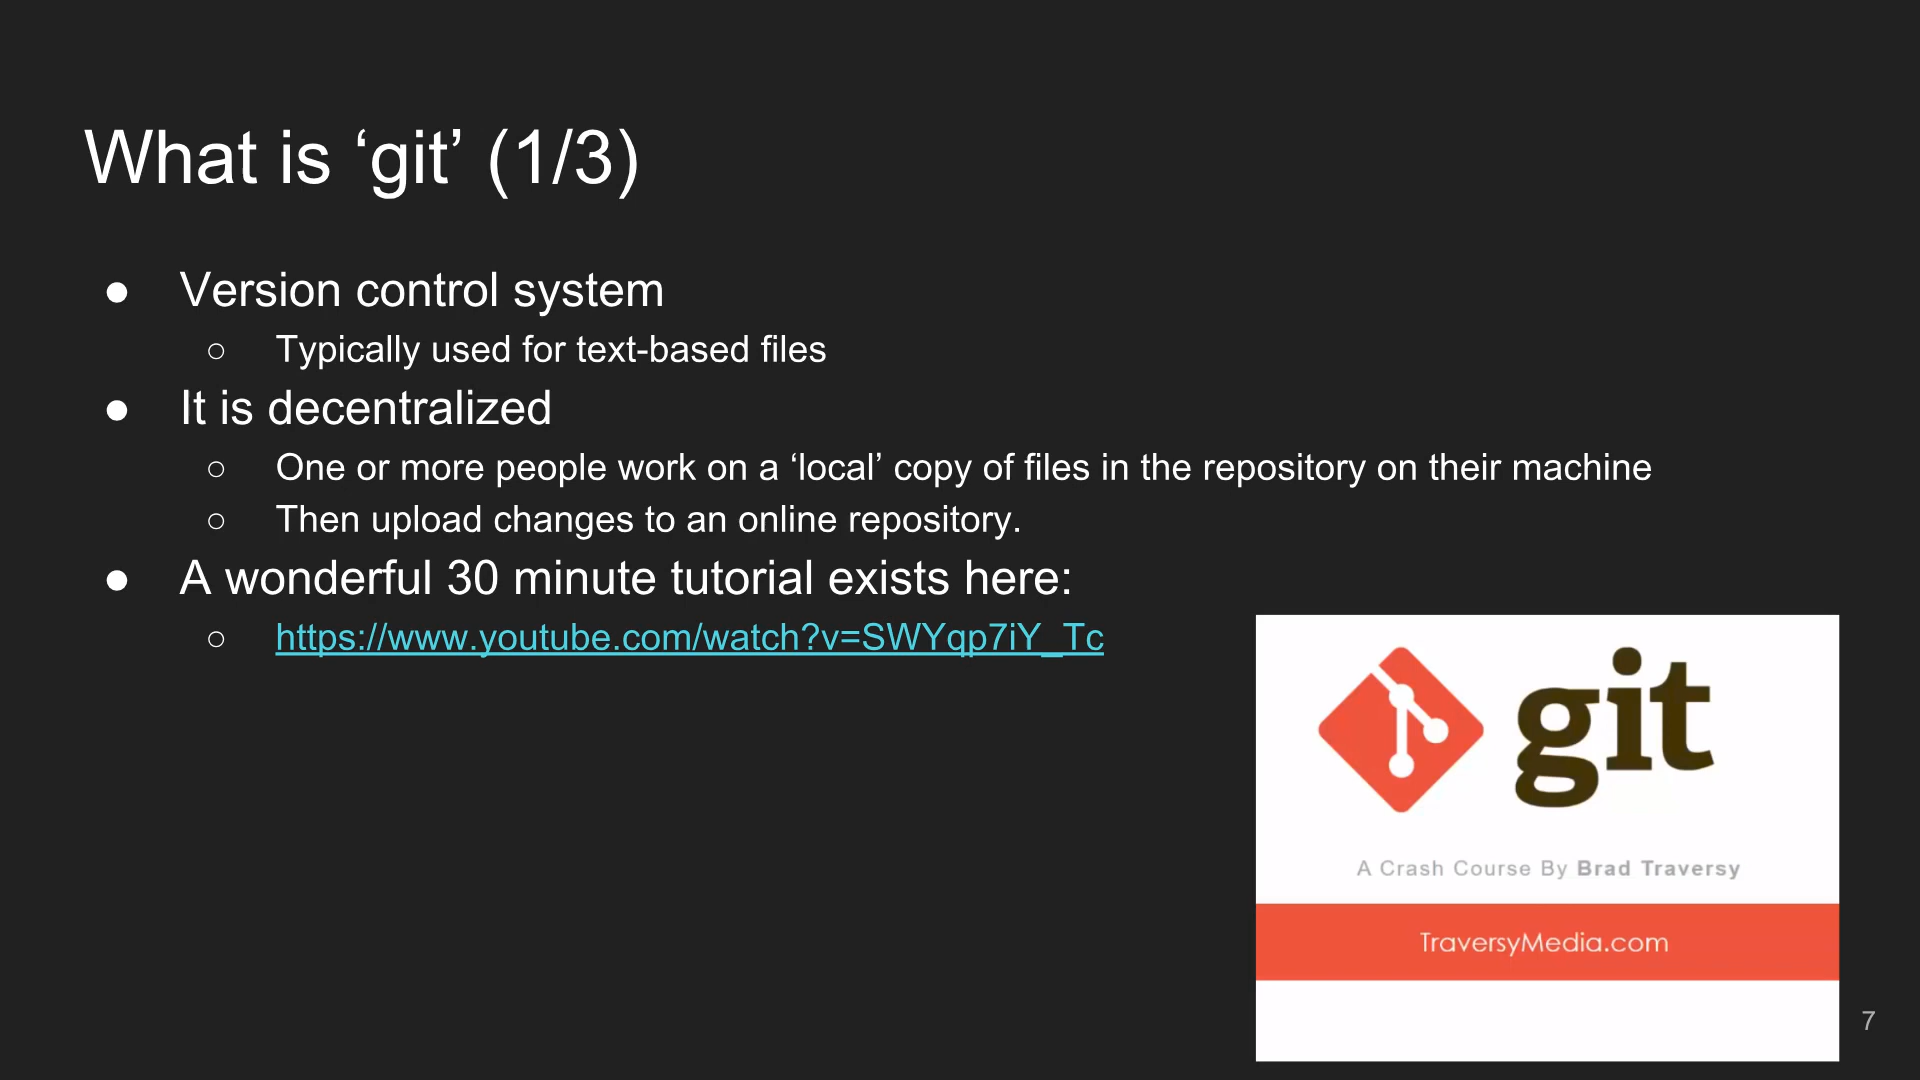 What is ‘git’ (1/3)
● Version control system
○ Typically used for text-based files
● It is decentralized
○ One or more people work on a ‘local’ copy of files in the repository on their machine
○ Then upload changes to an online repository.
● A wonderful 30 minute tutorial exists here:
○ https://www.youtube.com/watch?v=SWYqp7iY_Tc
git
A Crash Course By Brad Traversy
TraversyMedia.com
7